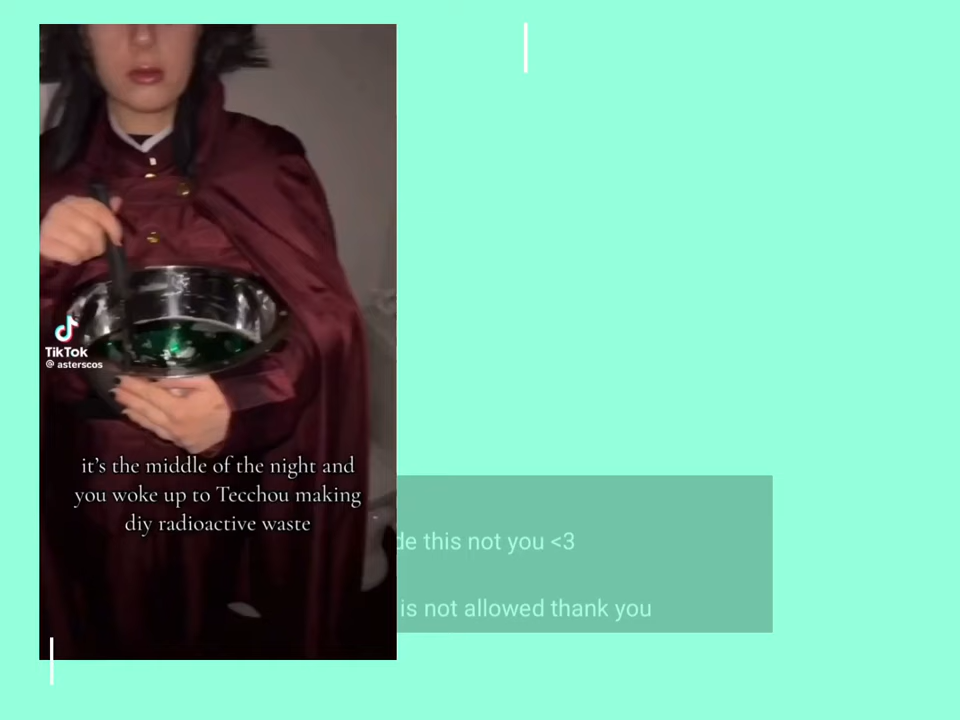 TikTok
@ asterscos
it's the middle of the night and
you woke up to Tecchou making
diy radioactive waste
this not you <3
is not allowed thank you